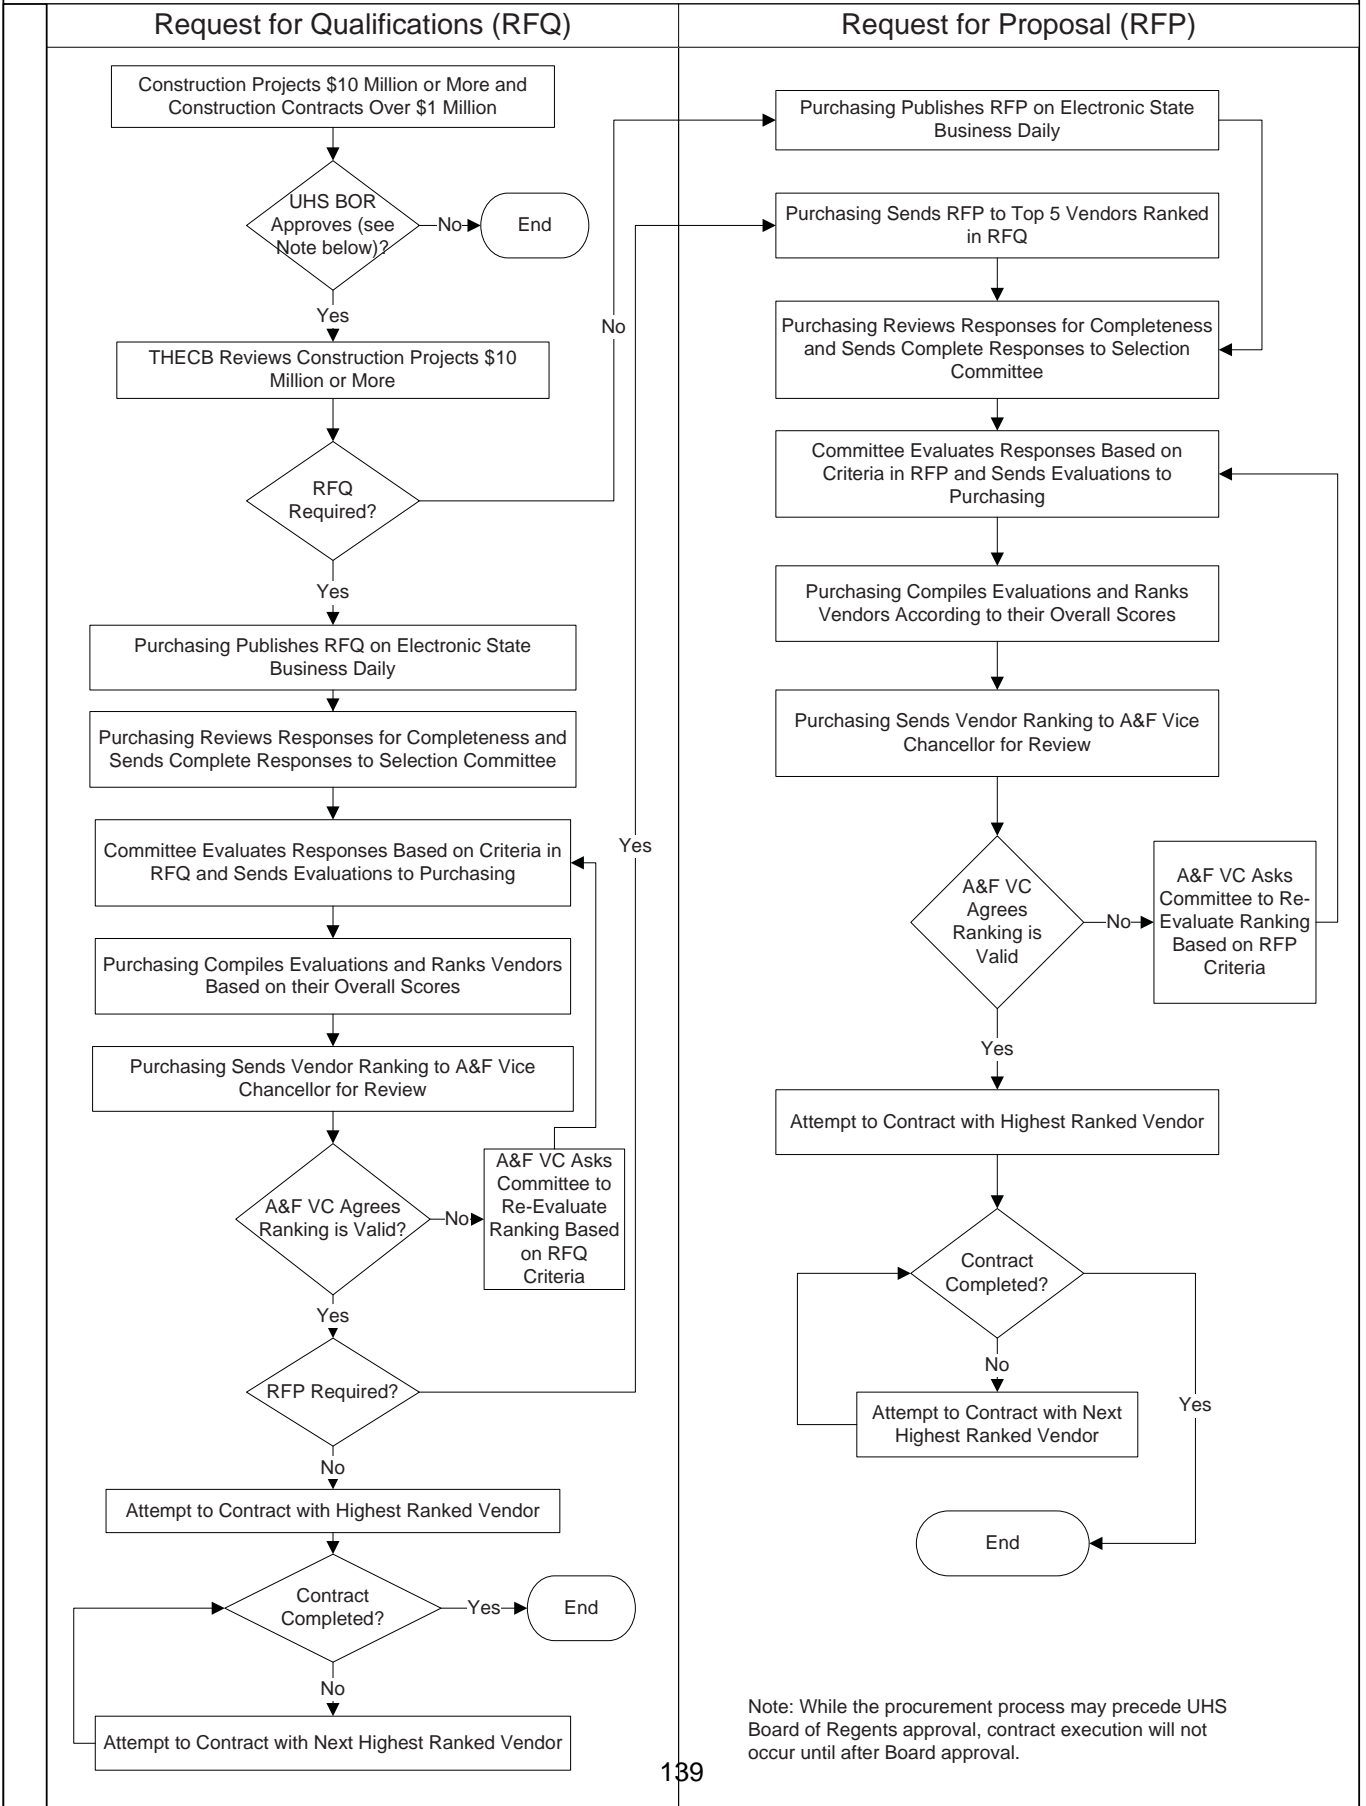 Request for Qualifications (RFQ)
Construction Projects $10 Million or More and
Construction Contracts Over $1 Million
UHS BOR
Approves (see
Note below)?
No
End
Yes
THECB Reviews Construction Projects $10
Million or More
RFQ
Required?
No
Yes
Purchasing Publishes RFQ on Electronic State
Business Daily
Purchasing Reviews Responses for Completeness and
Sends Complete Responses to Selection Committee
Committee Evaluates Responses Based on Criteria in
RFQ and Sends Evaluations to Purchasing
Purchasing Compiles Evaluations and Ranks Vendors
Based on their Overall Scores
Purchasing Sends Vendor Ranking to A&F Vice
Chancellor for Review
A&F VC Agrees
Ranking is Valid?
No
A&F VC Asks
Committee to
Re-Evaluate
Ranking Based
on RFQ
Criteria
Yes
RFP Required?
Yes
No
Attempt to Contract with Highest Ranked Vendor
Contract
Completed?
Yes
End
No
Attempt to Contract with Next Highest Ranked Vendor
Request for Proposal (RFP)
Purchasing Publishes RFP on Electronic State
Business Daily
Purchasing Sends RFP to Top 5 Vendors Ranked
in RFQ
Purchasing Reviews Responses for Completeness
and Sends Complete Responses to Selection
Committee
Committee Evaluates Responses Based on
Criteria in RFP and Sends Evaluations to
Purchasing
Purchasing Compiles Evaluations and Ranks
Vendors According to their Overall Scores
Purchasing Sends Vendor Ranking to A&F Vice
Chancellor for Review
A&F VC
Agrees
Ranking is
Valid
No
A&F VC Asks
Committee to Re-
Evaluate Ranking
Based on RFP
Criteria
Yes
Attempt to Contract with Highest Ranked Vendor
Contract
Completed?
No
Yes
Attempt to Contract with Next
Highest Ranked Vendor
End
Note: While the procurement process may precede UHS
Board of Regents approval, contract execution will not
occur until after Board approval.
139